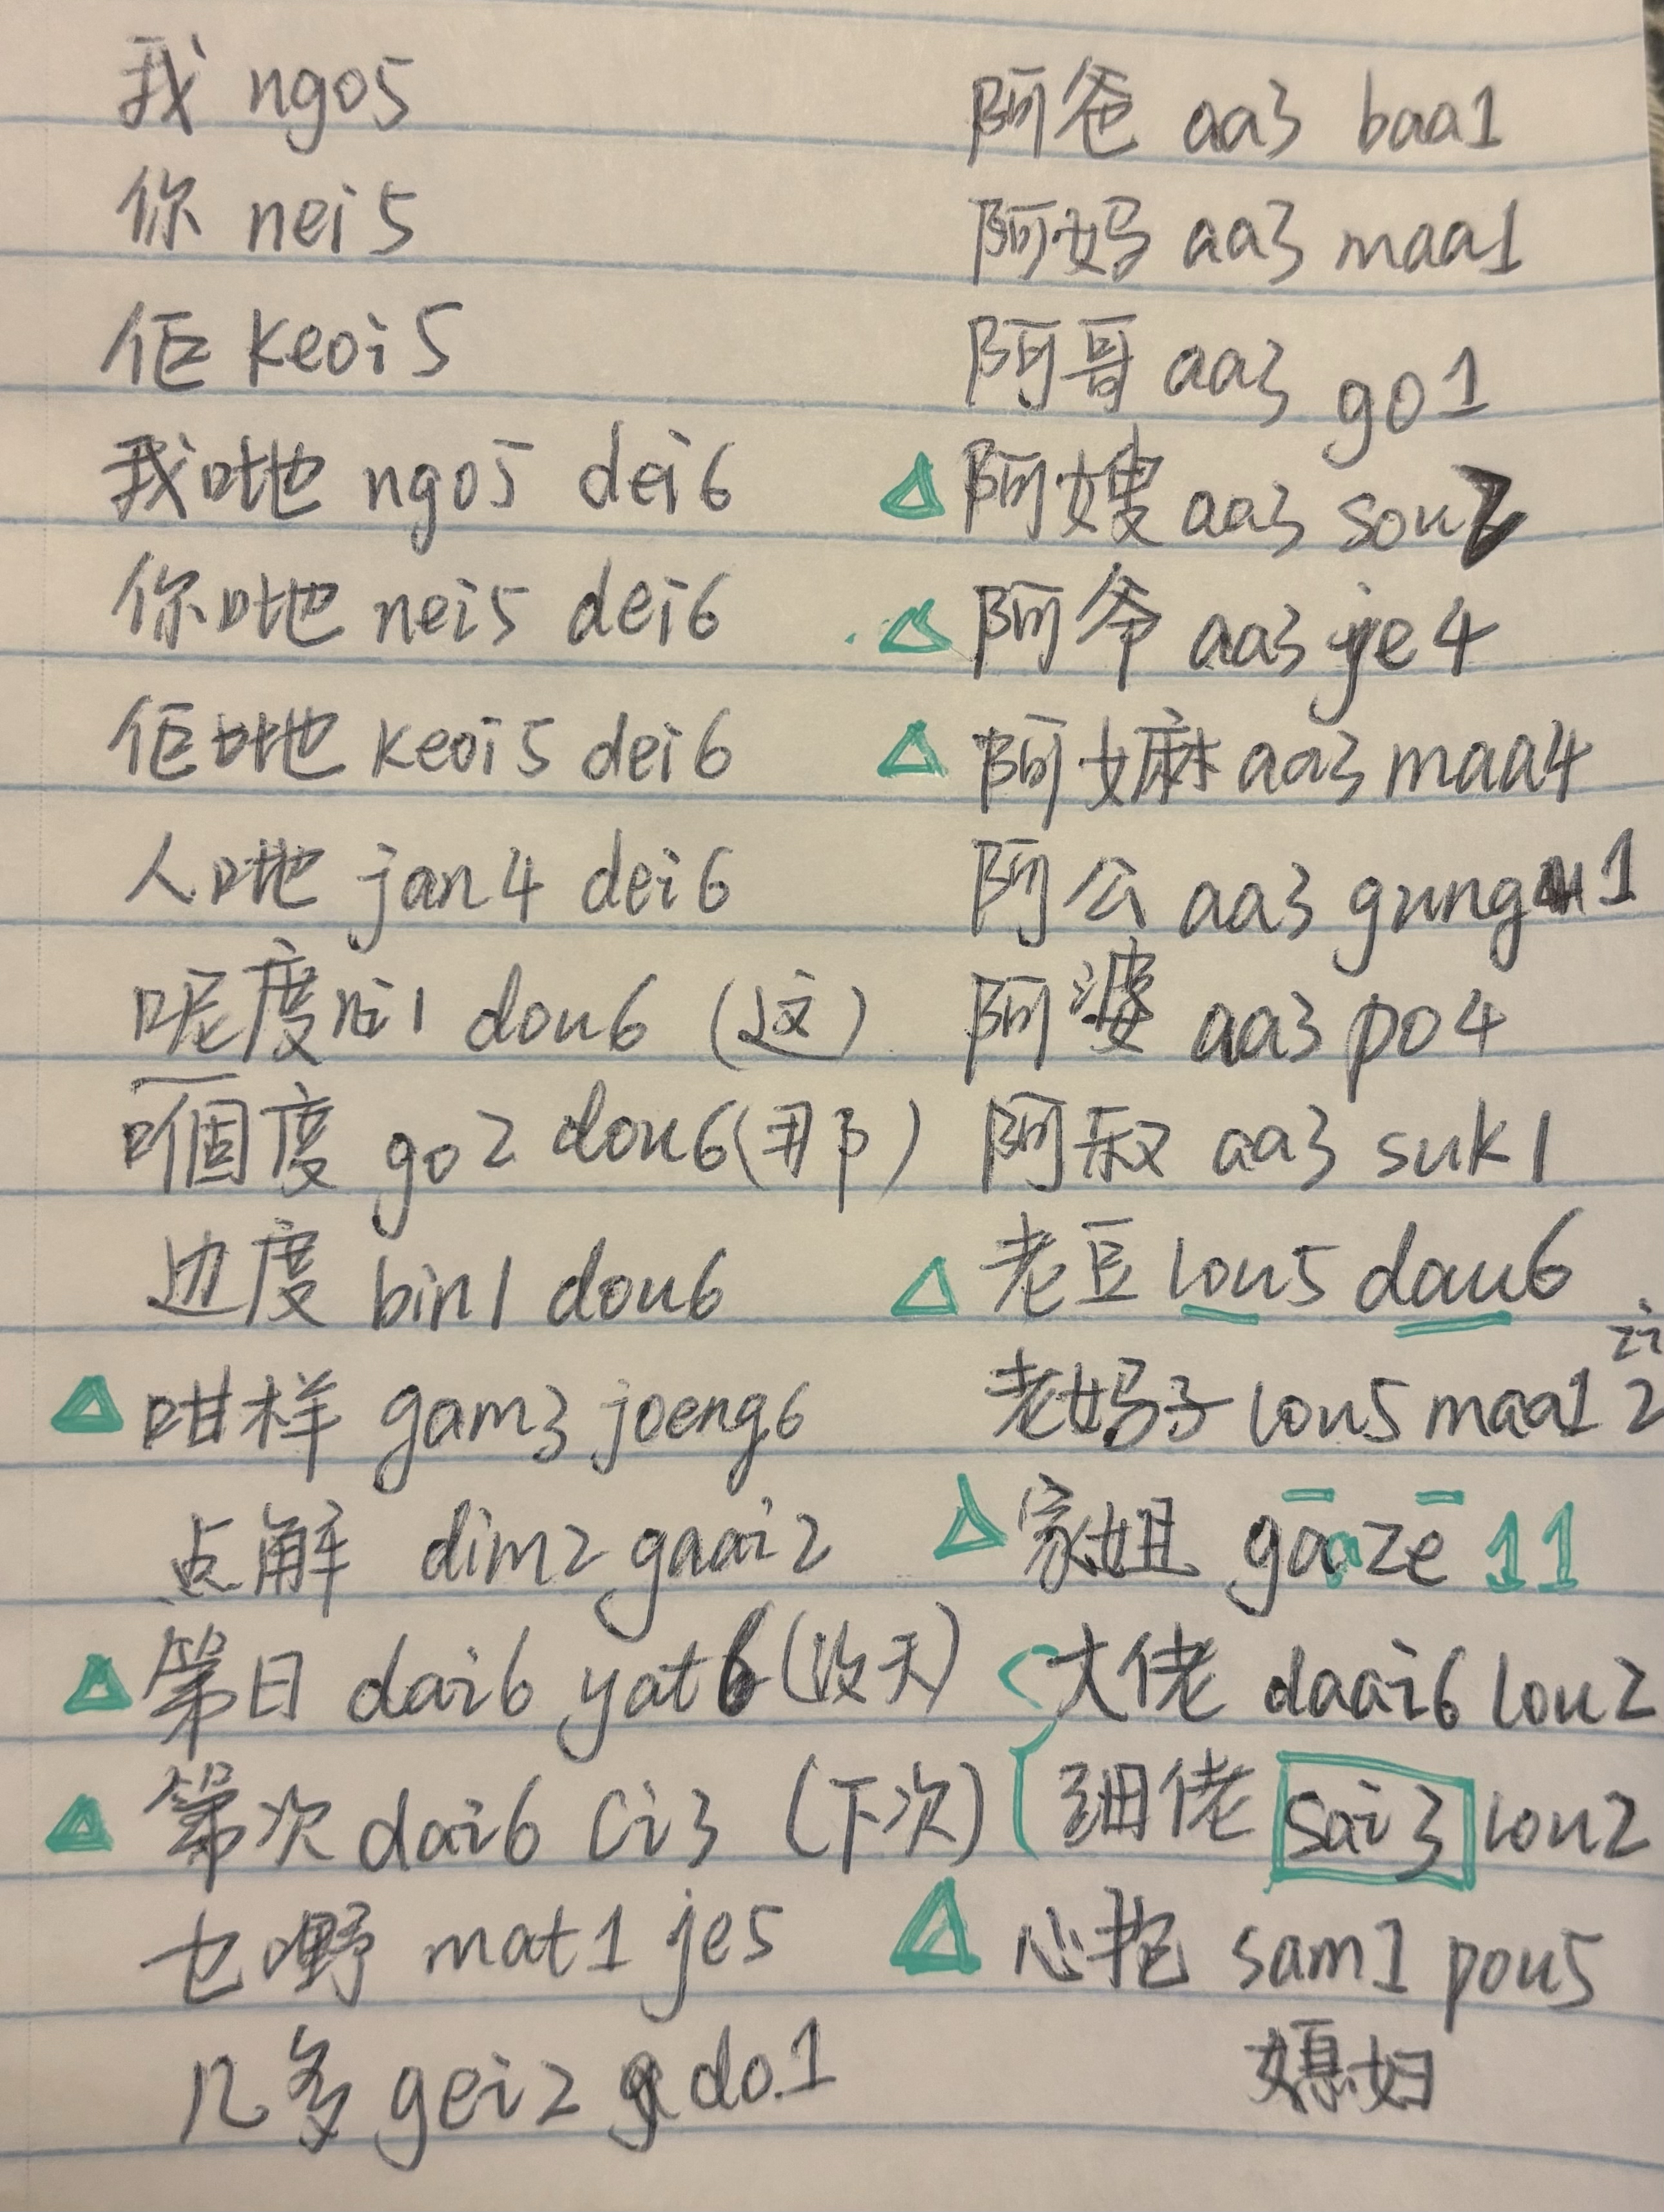 我 ngo5
你 nei5
佢 keoi5
我哋 ngo5 dei6
你哋 nei5 dei6
佢哋 keoi5 dei6
人哋 jan4 dei6
呢度 ni1 dou6 (这)
嗰度 go2 dou6 (那)
边度 bin1 dou6
咁样 gam3 joeng6
点解 dim2 gaai2
第日 dai6 yat6 (改天)
第次 dai6 ci3 (下次)
乜嘢 mat1 je5
几多 gei2 do1
阿爸 aa3 baa1
阿妈 aa3 maa1
阿哥 aa3 go1
阿嫂 aa3 sou2
阿爷 aa3 je4
阿嫲 aa3 maa4
阿公 aa3 gung1
阿婆 aa3 po4
阿叔 aa3 suk1
老豆 lou5 dau6
老妈子 lou5 maa1 zi2
家姐 gaaze 11
大佬 daai6 lou2
细佬 sai3 lou2
心抱 sam1 pou5
媳妇